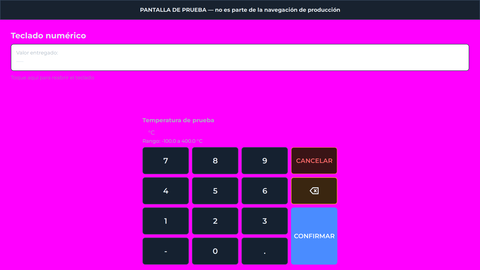 PANTALLA DE PRUEBA — no es parte de la navegación de producción
Teclado numérico
Valor entregado
Toque aquí para reabrir el teclado
Temperatura de prueba
°C
Rango: -100.0 a 400.0 °C
7 8 9 CANCELAR
4 5 6
1 2 3
CONFIRMAR
- 0 .